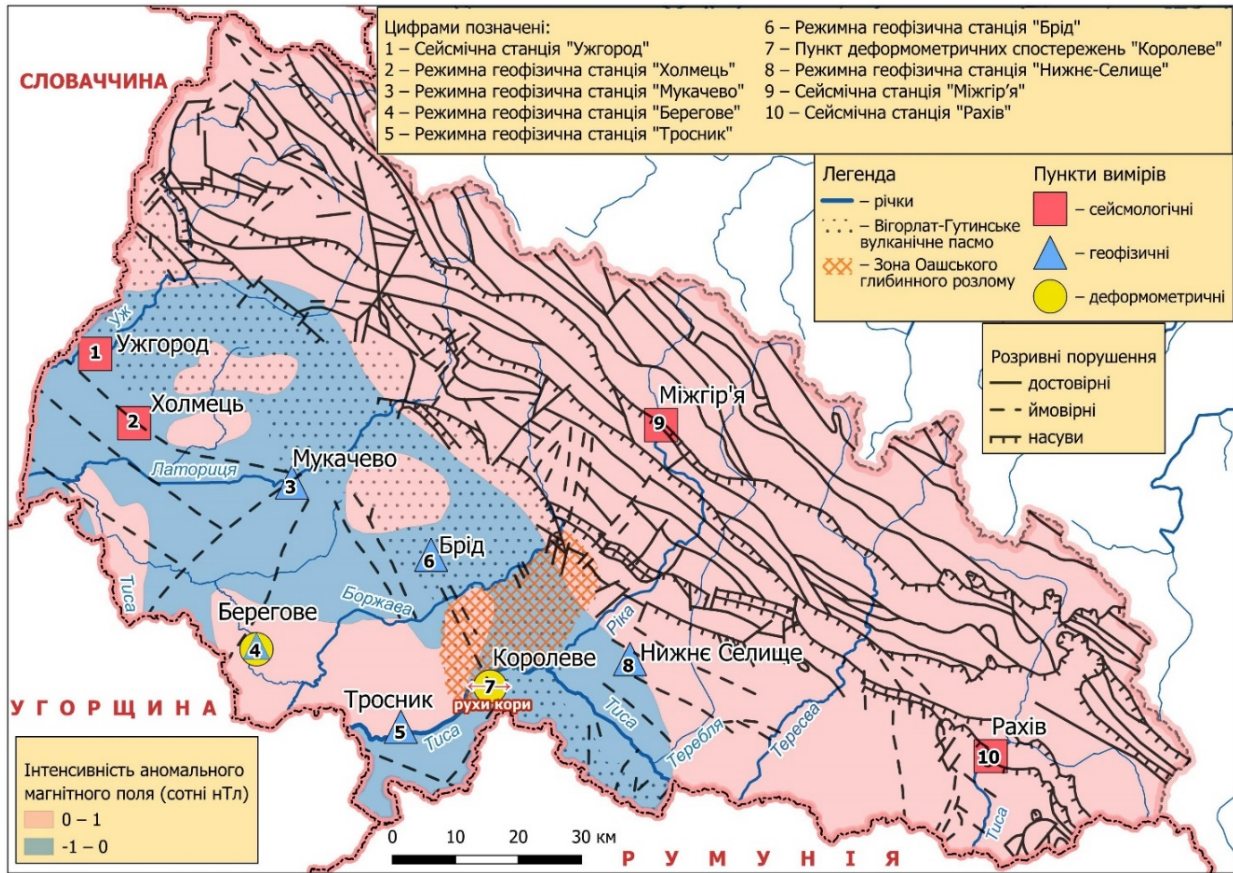 Цифрами позначені:
1 – Сейсмічна станція "Ужгород"
2 – Режимна геофізична станція "Холмець"
3 – Режимна геофізична станція "Мукачево"
4 – Режимна геофізична станція "Берегове"
5 – Режимна геофізична станція "Тросник"
6 – Режимна геофізична станція "Брід"
7 – Пункт деформометричних спостережень "Королеве"
8 – Режимна геофізична станція "Нижнє-Селище"
9 – Сейсмічна станція "Міжгір'я"
10 – Сейсмічна станція "Рахів"
Легенда
– річки
– Вігорлат-Гутинське
вулканічне пасмо
– Зона Оашського
глибинного розлому
Пункти вимірів
– сейсмологічні
– геофізичні
– деформометричні
Розривні порушення
– достовірні
– ймовірні
– насуви
СЛОВАЧЧИНА
Уж
1
Ужгород
Холмець
2
Міжгір'я
9
Мукачево
Латориця
3
Брід
6
Тиса
Боржава
Берегове
4
Ріка
Королеве
7
рухи кори
Нижнє Селище
8
УГОРЩИНА
Тросник
5
Тиса
Тиса
Теребля
Тересва
Рахів
10
Тиса
Інтенсивність аномального
магнітного поля (сотні нТл)
0 – 1
-1 – 0
0 10 20 30 км
РУМУНІЯ